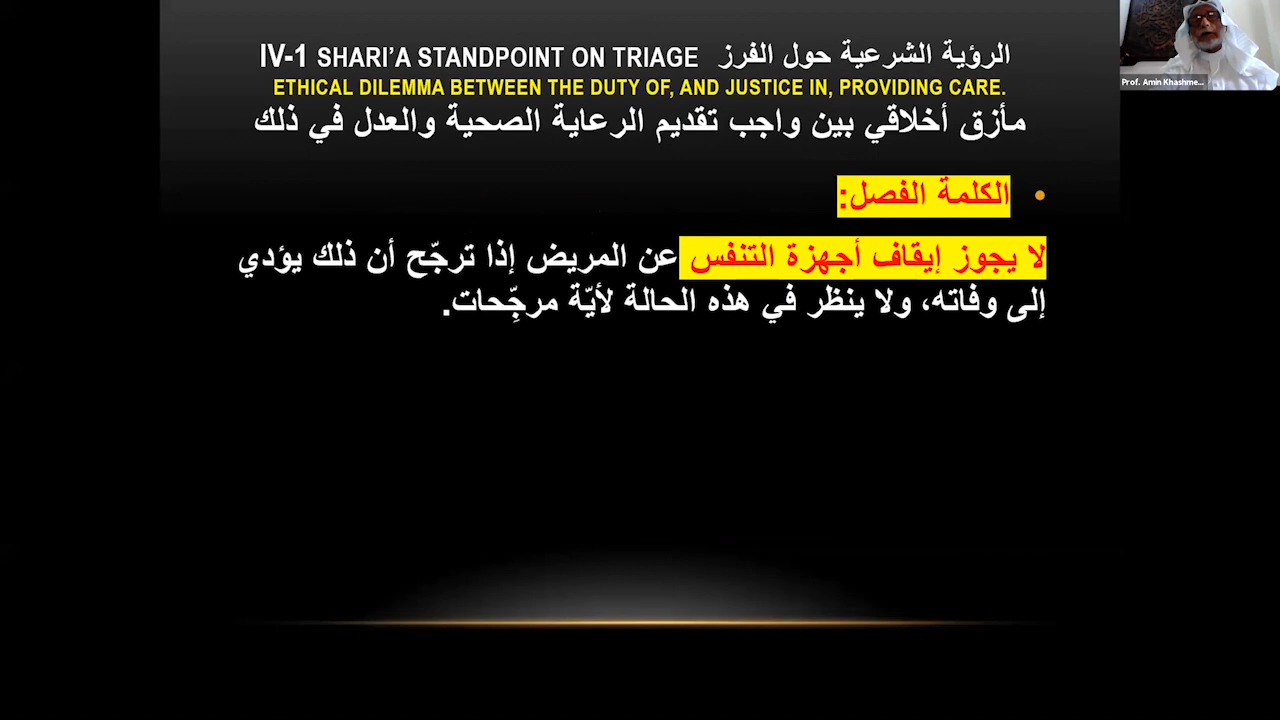 IV-1 SHARI’A STANDPOINT ON TRIAGE الرؤية الشرعية حول الفرز
ETHICAL DILEMMA BETWEEN THE DUTY OF, AND JUSTICE IN, PROVIDING CARE.
مأزق أخلاقي بين واجب تقديم الرعاية الصحية والعدل في ذلك
• الكلمة الفصل:
لا يجوز إيقاف أجهزة التنفس عن المريض إذا ترجّح أن ذلك يؤدي
إلى وفاته، ولا ينظر في هذه الحالة لأيّة مرجِّحات.
Prof. Amin Khashme...